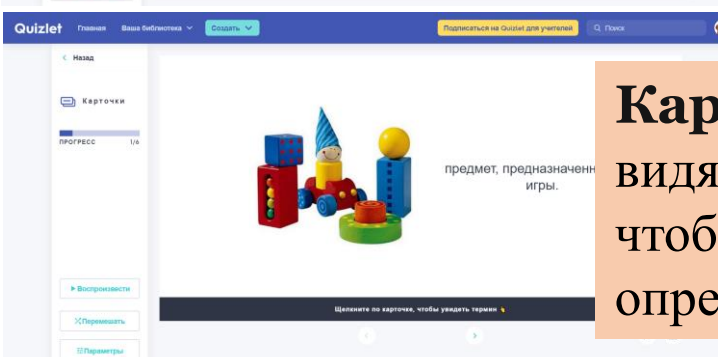 Quizlet Главная Ваша библиотека Создать Подписаться на Quizlet для учителей Поиск
Назад
Карточки
ПРОГРЕСС 1/6
предмет, предназначенн
игры.
Воспроизвести
Перемешать
Параметры
Щелкните по карточке, чтобы увидеть термин
Кар
видя
чтоб
опре